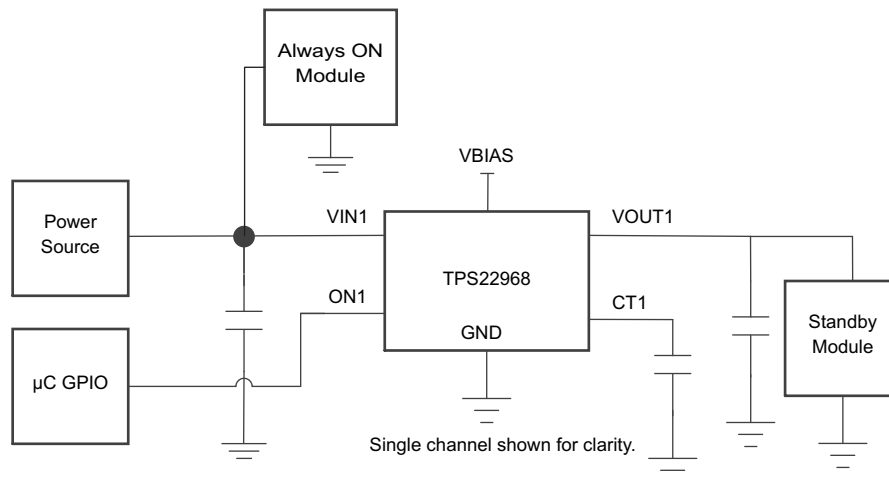 Always ON
Module
VBIAS
Power
Source
VIN1
VOUT1
TPS22968
ON1
CT1
GND
Standby
Module
µC GPIO
Single channel shown for clarity.